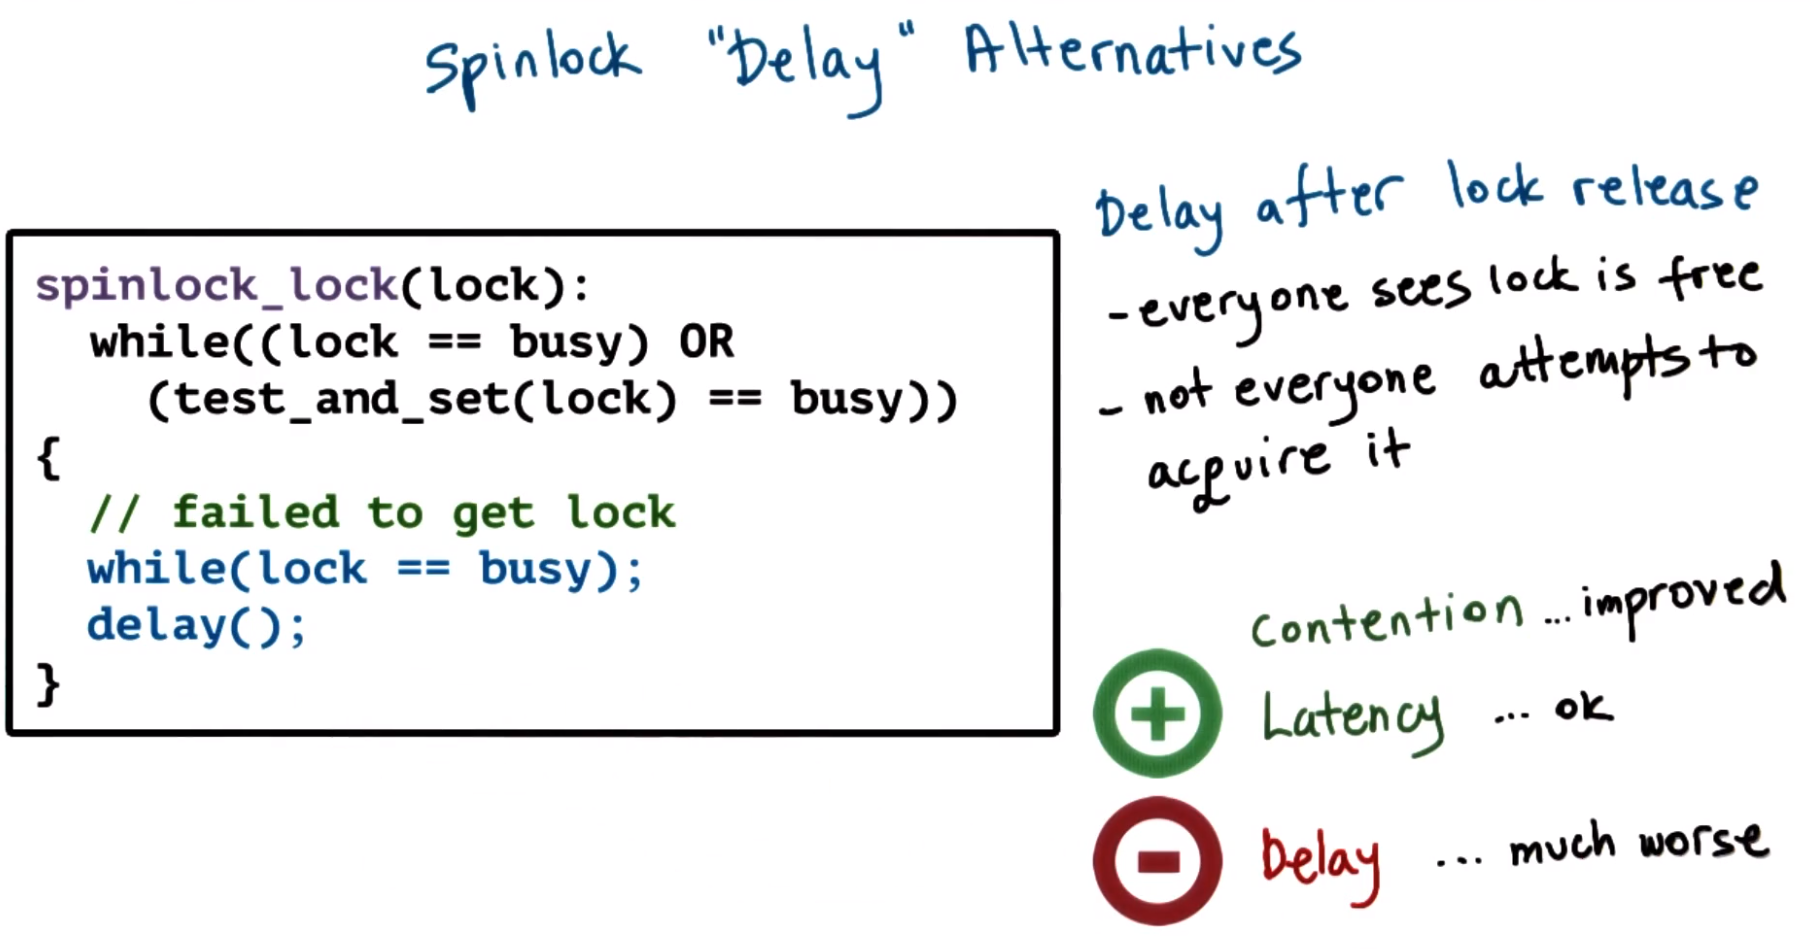 Spinlock "Delay" Alternatives
spinlock_lock(lock):
while((lock == busy) OR
(test_and_set(lock) == busy))
{
// failed to get lock
while(lock == busy);
delay();
}
Delay after lock release
- everyone sees lock is free
- not everyone attempts to
acquire it
Contention ... improved
Latency ... ok
Delay ... much worse